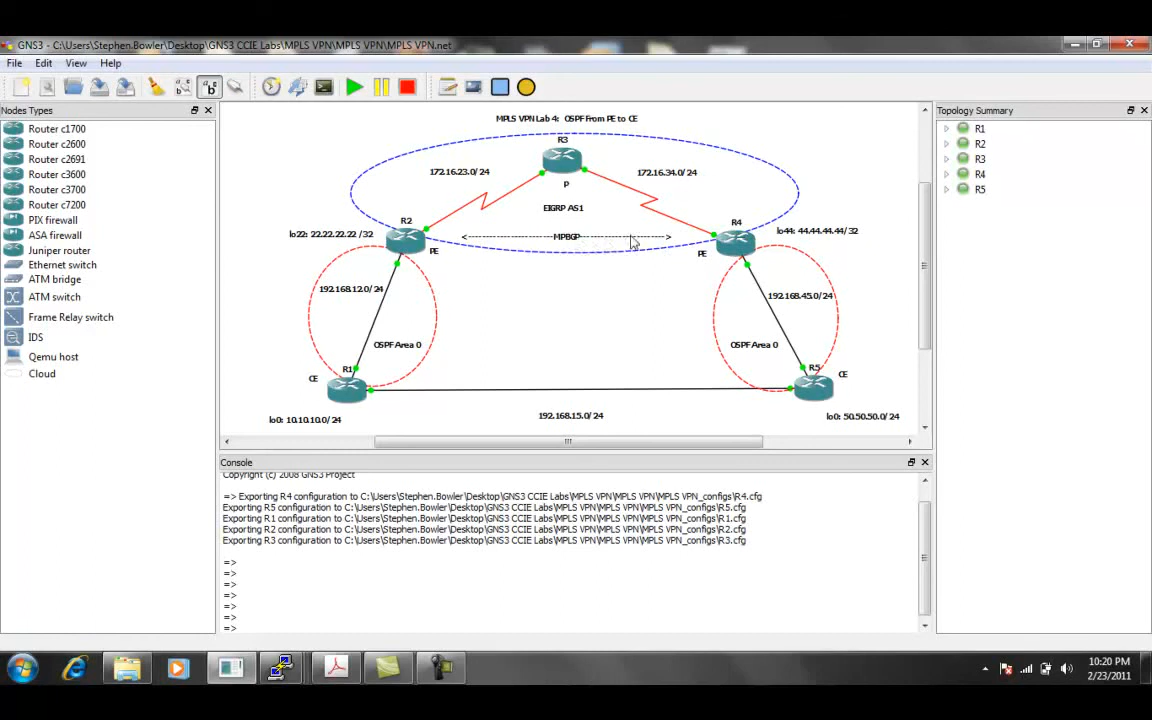 GNS3 - C:\Users\Stephen.Bowler\Desktop\GNS3 CCIE Labs\MPLS VPN\MPLS VPN\MPLS VPN.net
File Edit View Help
Nodes Types
Router c1700
Router c2600
Router c2691
Router c3600
Router c3700
Router c7200
PIX firewall
ASA firewall
Juniper router
Ethernet switch
ATM bridge
ATM switch
Frame Relay switch
IDS
Qemu host
Cloud
MPLS VPN Lab 4: OSPF From PE to CE
R3
172.16.23.0/ 24
172.16.34.0/ 24
P
EIGRP AS1
R2
R4
lo22: 22.22.22.22 /32
MPBGP
lo44: 44.44.44.44/ 32
PE
PE
192.168.12.0/ 24
192.168.45.0/ 24
OSPF Area 0
OSPF Area 0
R1
R5
CE
CE
192.168.15.0/ 24
lo0: 10.10.10.0/ 24
lo0: 50.50.50.0/ 24
Topology Summary
R1
R2
R3
R4
R5
Console
Copyright (c) 2008 GNS3 Project
=> Exporting R4 configuration to C:\Users\Stephen.Bowler\Desktop\GNS3 CCIE Labs\MPLS VPN\MPLS VPN\MPLS VPN_configs\R4.cfg
Exporting R5 configuration to C:\Users\Stephen.Bowler\Desktop\GNS3 CCIE Labs\MPLS VPN\MPLS VPN\MPLS VPN_configs\R5.cfg
Exporting R1 configuration to C:\Users\Stephen.Bowler\Desktop\GNS3 CCIE Labs\MPLS VPN\MPLS VPN\MPLS VPN_configs\R1.cfg
Exporting R2 configuration to C:\Users\Stephen.Bowler\Desktop\GNS3 CCIE Labs\MPLS VPN\MPLS VPN\MPLS VPN_configs\R2.cfg
Exporting R3 configuration to C:\Users\Stephen.Bowler\Desktop\GNS3 CCIE Labs\MPLS VPN\MPLS VPN\MPLS VPN_configs\R3.cfg
=>
=>
=>
=>
=>
=>
=>
10:20 PM
2/23/2011